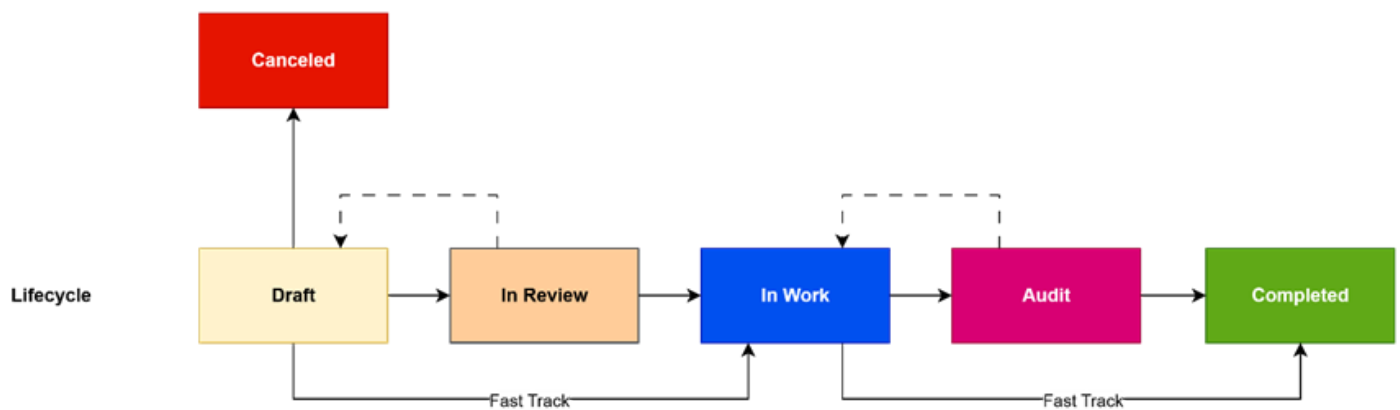 Canceled
Lifecycle
Draft
In Review
In Work
Audit
Completed
Fast Track
Fast Track